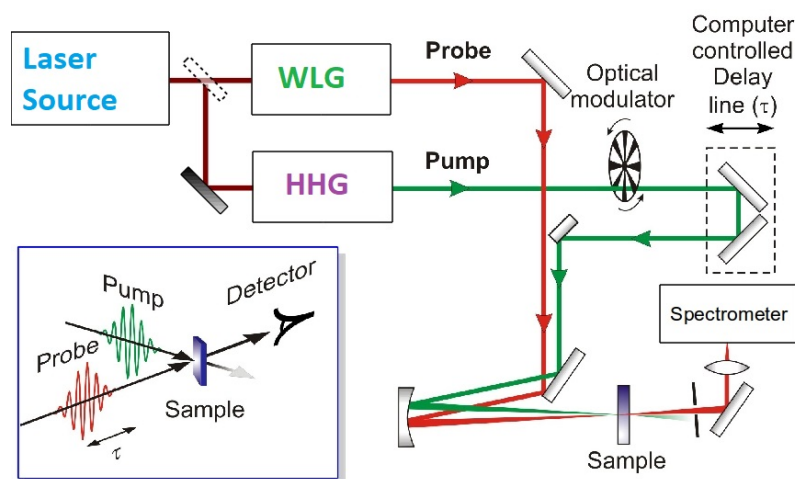 Laser
Source
WLG
HHG
Probe
Pump
Optical
modulator
Computer
controlled
Delay
line (τ)
Spectrometer
Sample
Pump
Probe
Detector
Sample
τ